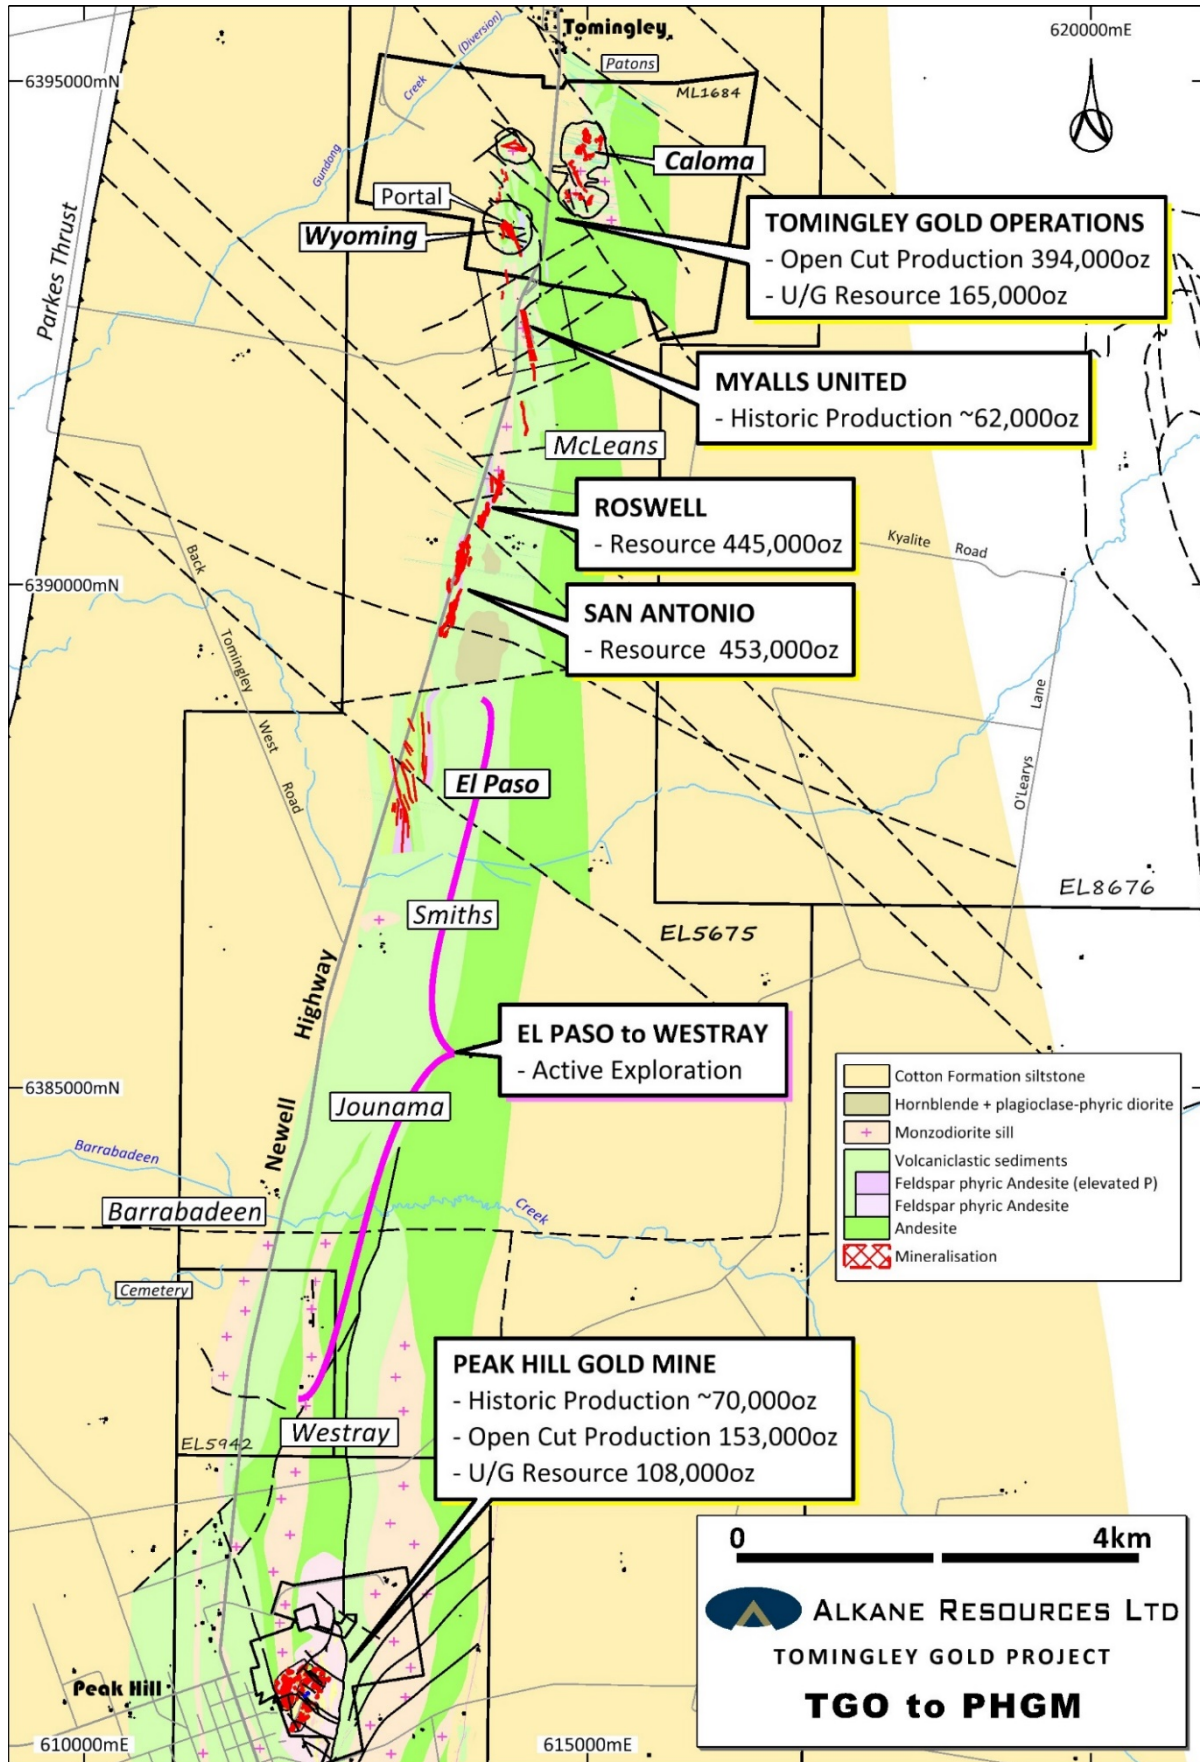 Tomingley
620000mE
Patons
6395000mN
ML1684
Creek
(Diversion)
Gundong
Caloma
Portal
Wyoming
Parkes Thrust
TOMINGLEY GOLD OPERATIONS
- Open Cut Production 394,000oz
- U/G Resource 165,000oz
MYALLS UNITED
- Historic Production ~62,000oz
McLeans
ROSWELL
- Resource 445,000oz
Kyalite Road
6390000mN
SAN ANTONIO
- Resource 453,000oz
Back
Tomingley
West
Road
Lane
O'Learys
El Paso
EL8676
Smiths
EL5675
Highway
Newell
EL PASO to WESTRAY
- Active Exploration
6385000mN
Jounama
Cotton Formation siltstone
Hornblende + plagioclase-phyric diorite
Monzodiorite sill
Volcaniclastic sediments
Feldspar phyric Andesite (elevated P)
Feldspar phyric Andesite
Andesite
Mineralisation
Barrabadeen
Creek
Barrabadeen
Cemetery
PEAK HILL GOLD MINE
- Historic Production ~70,000oz
- Open Cut Production 153,000oz
- U/G Resource 108,000oz
Westray
EL5942
0 4km
ALKANE RESOURCES LTD
TOMINGLEY GOLD PROJECT
TGO to PHGM
Peak Hill
610000mE
615000mE